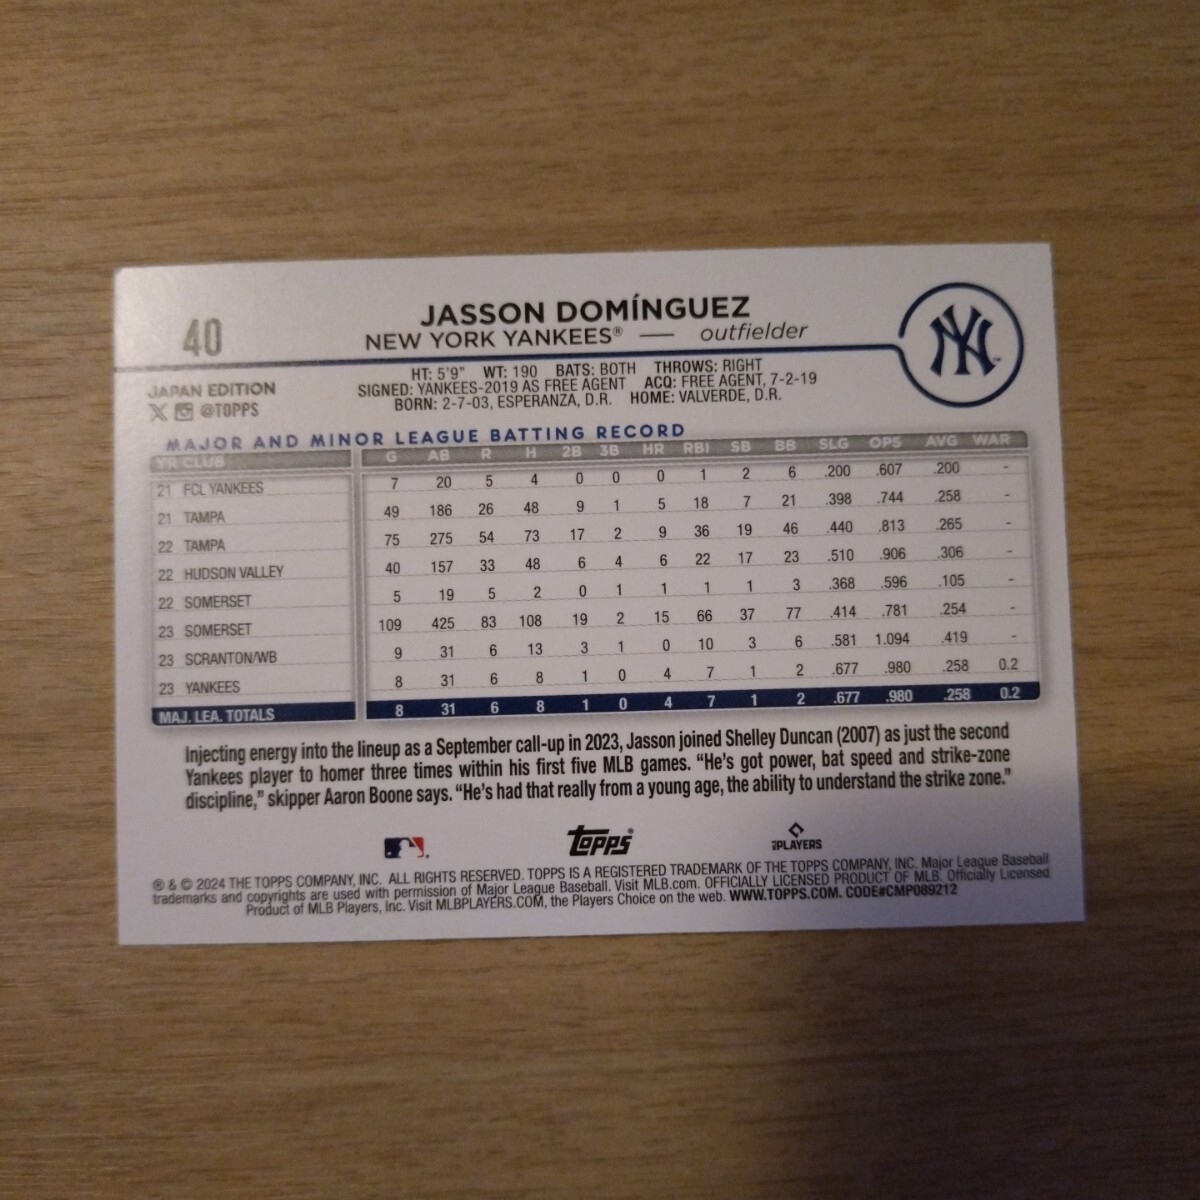 40
JASSON DOMÍNGUEZ
NEW YORK YANKEES® — outfielder
NY
JAPAN EDITION
X @TOPPS
HT: 5'9" WT: 190 BATS: BOTH THROWS: RIGHT
SIGNED: YANKEES-2019 AS FREE AGENT ACQ: FREE AGENT, 7-2-19
BORN: 2-7-03, ESPERANZA, D.R. HOME: VALVERDE, D.R.
MAJOR AND MINOR LEAGUE BATTING RECORD
YR CLUB G AB R H 2B 3B HR RBI SB BB SLG OPS AVG WAR
21 FCL YANKEES 7 20 5 4 0 0 0 1 2 6 .200 .607 .200 -
21 TAMPA 49 186 26 48 9 1 5 18 7 21 .398 .744 .258 -
22 TAMPA 75 275 54 73 17 2 9 36 19 46 .440 .813 .265 -
22 HUDSON VALLEY 40 157 33 48 6 4 6 22 17 23 .510 .906 .306 -
22 SOMERSET 5 19 5 2 0 1 1 1 1 3 .368 .596 .105 -
23 SOMERSET 109 425 83 108 19 2 15 66 37 77 .414 .781 .254 -
23 SCRANTON/WB 9 31 6 13 3 1 0 10 3 6 .581 1.094 .419 -
23 YANKEES 8 31 6 8 1 0 4 7 1 2 .677 .980 .258 0.2
MAJ. LEA. TOTALS 8 31 6 8 1 0 4 7 1 2 .677 .980 .258 0.2
Injecting energy into the lineup as a September call-up in 2023, Jasson joined Shelley Duncan (2007) as just the second
Yankees player to homer three times within his first five MLB games. “He's got power, bat speed and strike-zone
discipline,” skipper Aaron Boone says. “He's had that really from a young age, the ability to understand the strike zone.”
topps®
PLAYERS
® & © 2024 THE TOPPS COMPANY, INC. ALL RIGHTS RESERVED. TOPPS IS A REGISTERED TRADEMARK OF THE TOPPS COMPANY, INC. Major League Baseball
trademarks and copyrights are used with permission of Major League Baseball. Visit MLB.com. OFFICIALLY LICENSED PRODUCT OF MLB. Officially Licensed
Product of MLB Players, Inc. Visit MLBPLAYERS.COM, the Players Choice on the web. WWW.TOPPS.COM. CODE#CMP089212